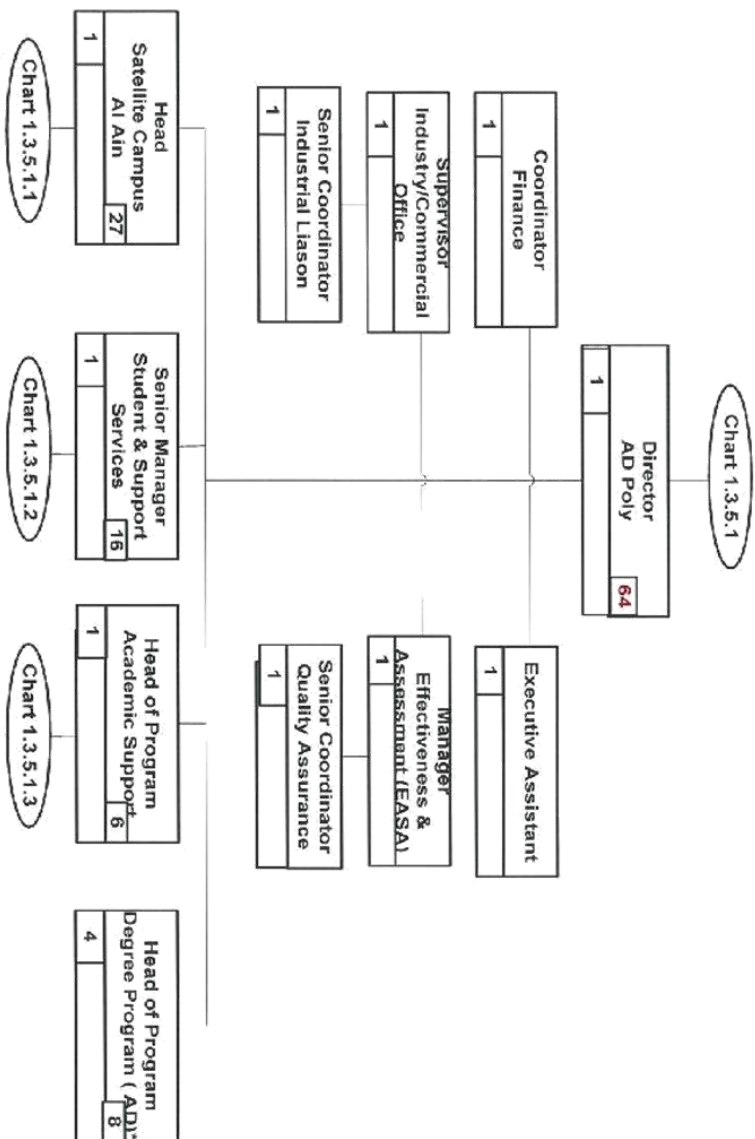 Chart 1.3.5.1
Director
AD Poly
64
1
Coordinator
Finance
1
Executive Assistant
1
Supervisor
Industry/Commercial
Office
1
Manager
Effectiveness &
Assessment (EASA)
1
Senior Coordinator
Industrial Liason
1
Senior Coordinator
Quality Assurance
1
Head
Satellite Campus
Al Ain
27
1
Chart 1.3.5.1.1
Senior Manager
Student & Support
Services
16
1
Chart 1.3.5.1.2
Head of Program
Academic Support
6
1
Chart 1.3.5.1.3
Head of Program
Degree Program ( AD)*
8
4